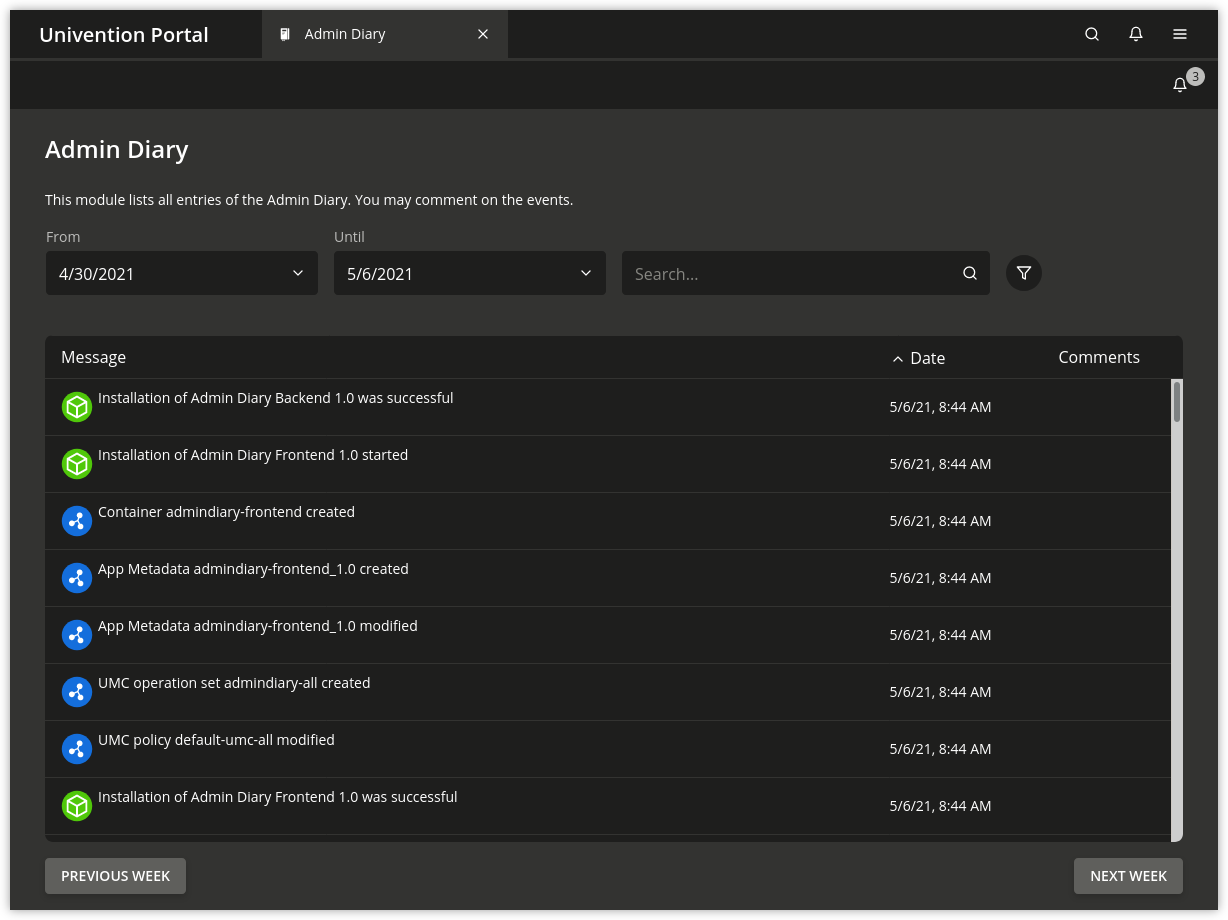 Univention Portal
Admin Diary
3
Admin Diary
This module lists all entries of the Admin Diary. You may comment on the events.
From Until
4/30/2021 5/6/2021 Search...
Message Date Comments
Installation of Admin Diary Backend 1.0 was successful 5/6/21, 8:44 AM
Installation of Admin Diary Frontend 1.0 started 5/6/21, 8:44 AM
Container admindiary-frontend created 5/6/21, 8:44 AM
App Metadata admindiary-frontend_1.0 created 5/6/21, 8:44 AM
App Metadata admindiary-frontend_1.0 modified 5/6/21, 8:44 AM
UMC operation set admindiary-all created 5/6/21, 8:44 AM
UMC policy default-umc-all modified 5/6/21, 8:44 AM
Installation of Admin Diary Frontend 1.0 was successful 5/6/21, 8:44 AM
PREVIOUS WEEK NEXT WEEK